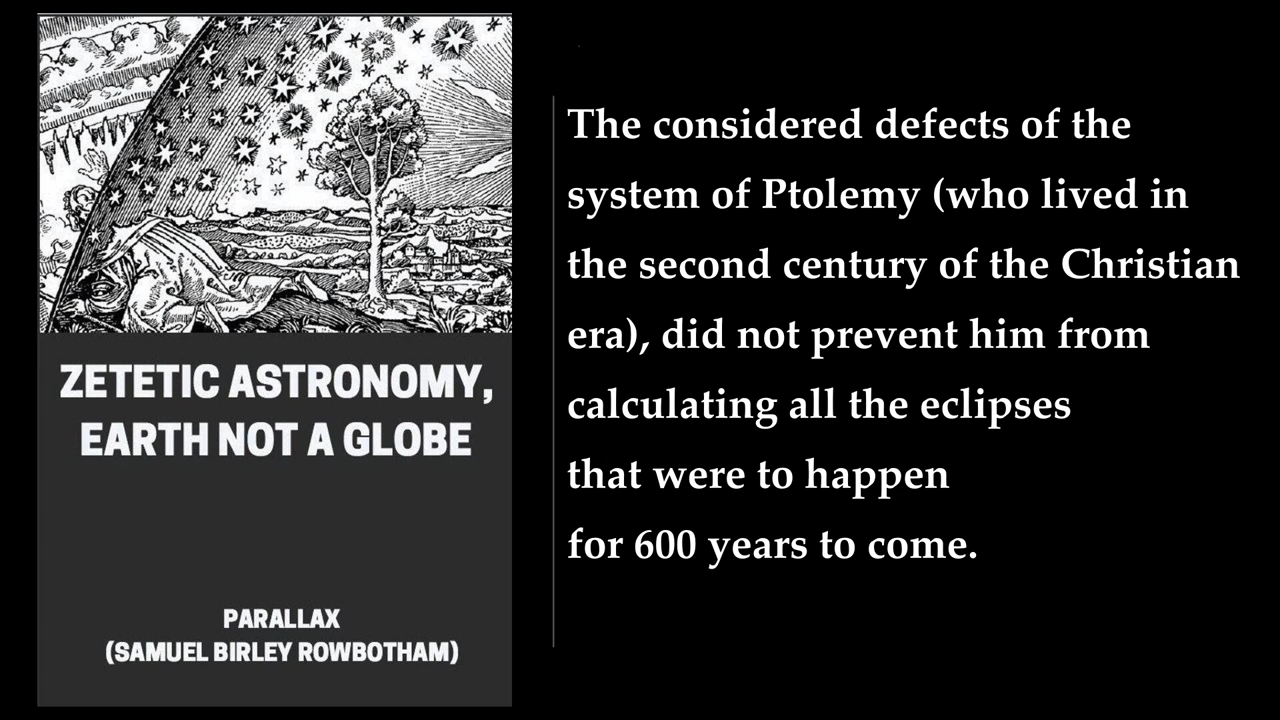 ZETETIC ASTRONOMY,
EARTH NOT A GLOBE
PARALLAX
(SAMUEL BIRLEY ROWBOTHAM)
The considered defects of the
system of Ptolemy (who lived in
the second century of the Christian
era), did not prevent him from
calculating all the eclipses
that were to happen
for 600 years to come.